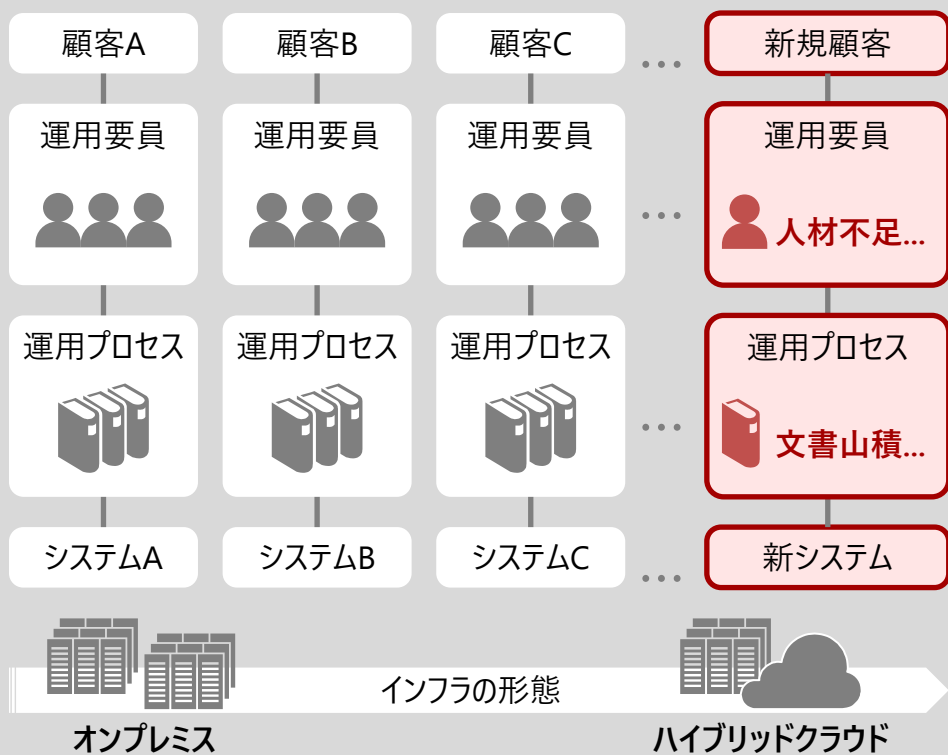 顧客A
顧客B
顧客C
…
新規顧客
運用要員
運用要員
運用要員
…
運用要員
人材不足...
運用プロセス
運用プロセス
運用プロセス
…
運用プロセス
文書山積...
システムA
システムB
システムC
…
新システム
インフラの形態
オンプレミス
ハイブリッドクラウド